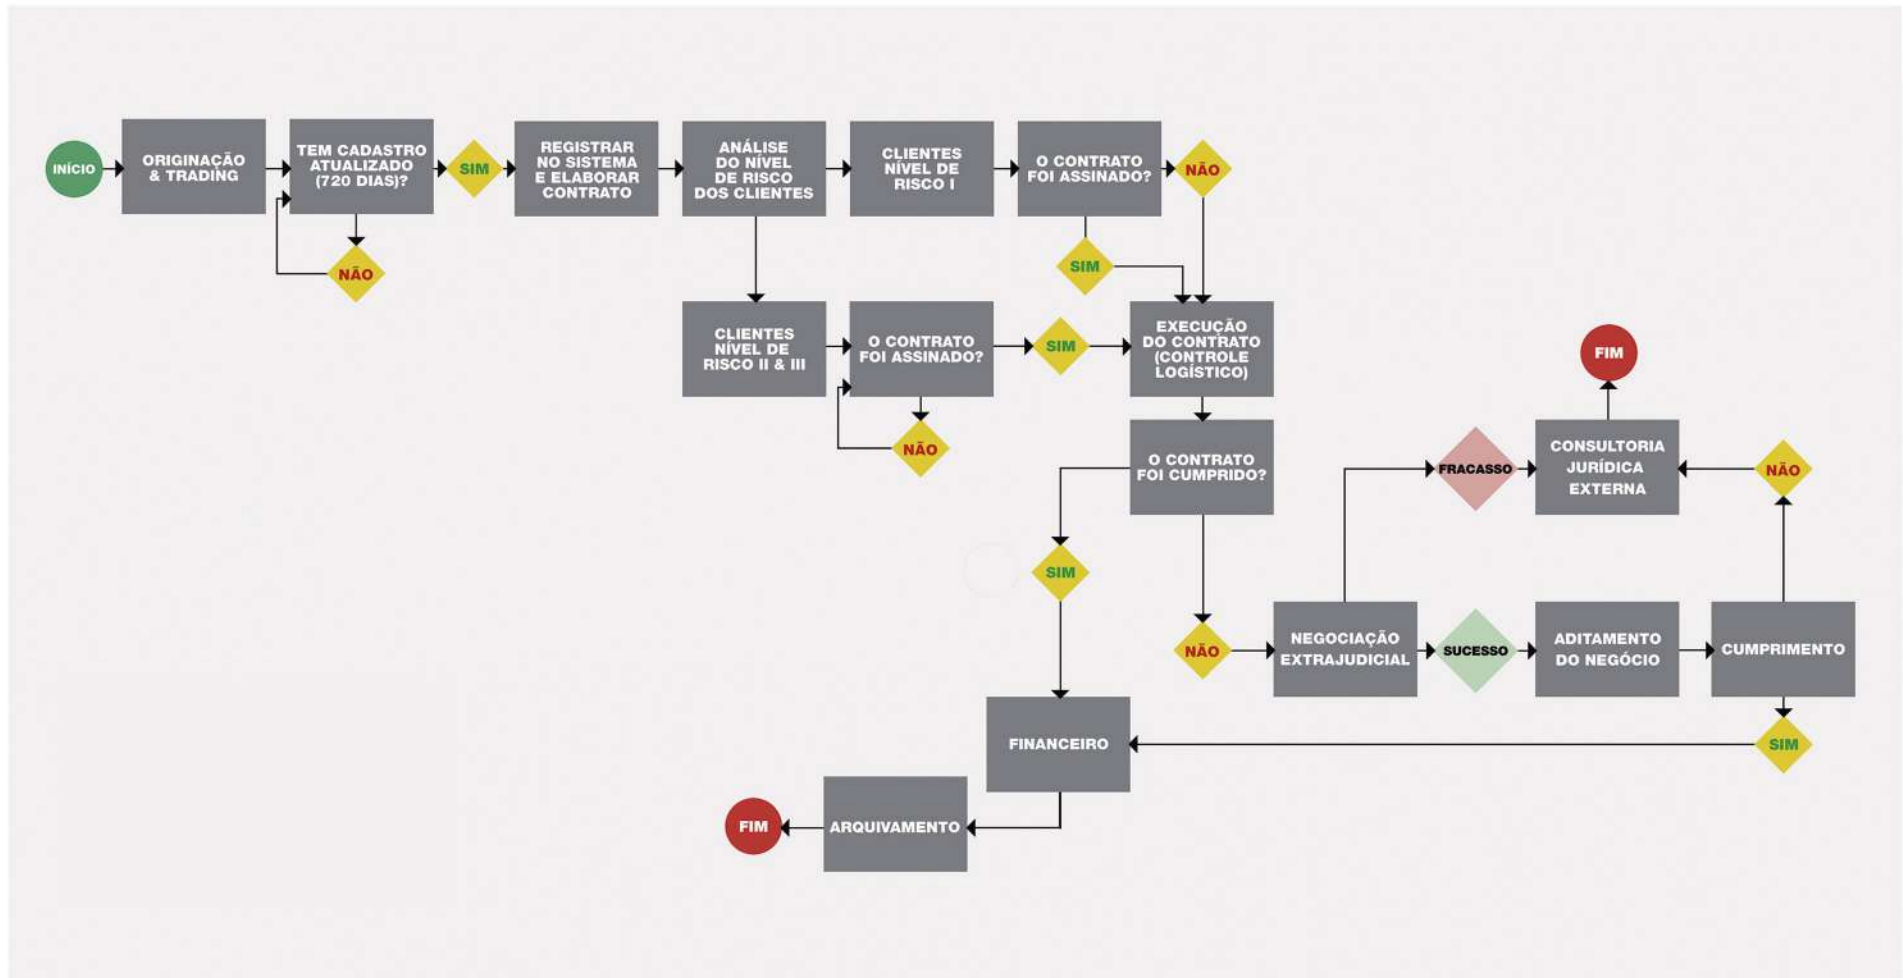 INÍCIO
ORIGINAÇÃO
& TRADING
TEM CADASTRO
ATUALIZADO
(720 DIAS)?
SIM
NÃO
REGISTRAR
NO SISTEMA
E ELABORAR
CONTRATO
ANÁLISE
DO NÍVEL
DE RISCO
DOS CLIENTES
CLIENTES
NÍVEL DE
RISCO I
O CONTRATO
FOI ASSINADO?
NÃO
SIM
CLIENTES
NÍVEL DE
RISCO II & III
O CONTRATO
FOI ASSINADO?
NÃO
SIM
EXECUÇÃO
DO CONTRATO
(CONTROLE
LOGÍSTICO)
O CONTRATO
FOI CUMPRIDO?
SIM
NÃO
NEGOCIAÇÃO
EXTRAJUDICIAL
FRACASSO
CONSULTORIA
JURÍDICA
EXTERNA
FIM
NÃO
SUCESSO
ADITAMENTO
DO NEGÓCIO
CUMPRIMENTO
SIM
FINANCEIRO
ARQUIVAMENTO
FIM